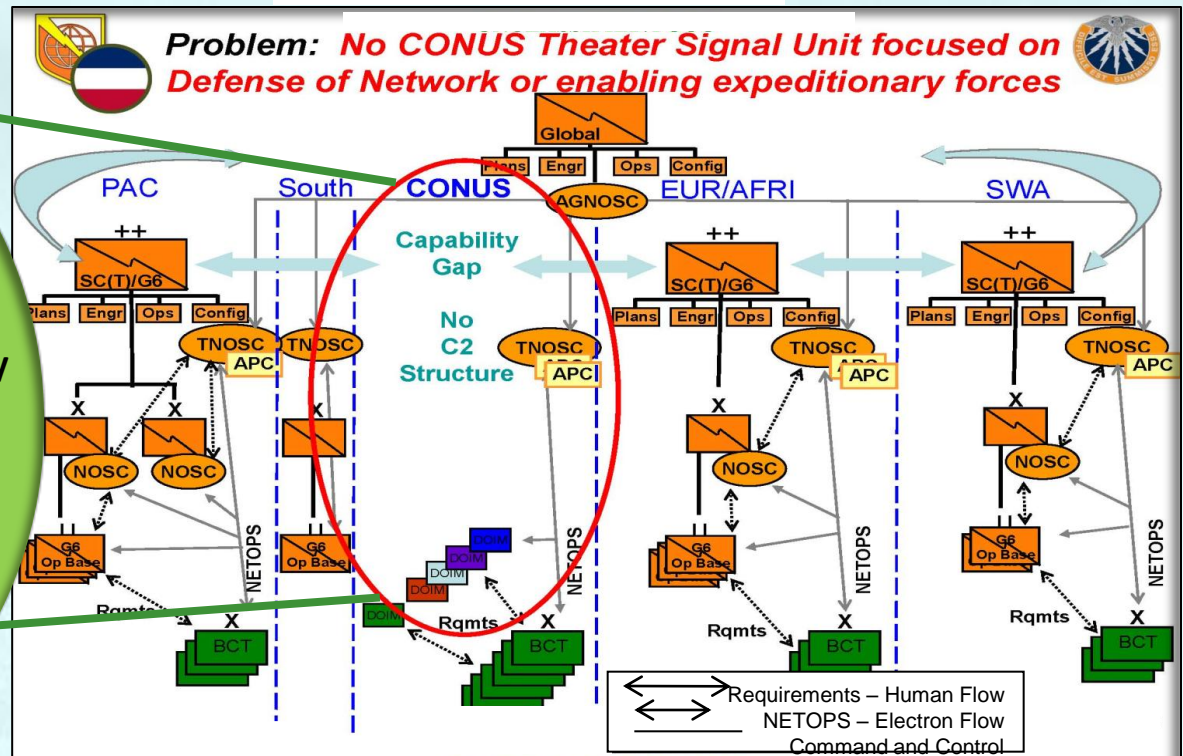 Problem: No CONUS Theater Signal Unit focused on
Defense of Network or enabling expeditionary forces
Global
Plans Engr Ops Config
PAC South CONUS EUR/AFRI SWA
AGNOSC
++ ++ ++
Capability
Gap
SC(T)/G6 SC(T)/G6 SC(T)/G6
Plans Engr Ops Config
Plans Engr Ops Config
Plans Engr Ops Config
No
C2
Structure
TNOSC TNOSC TNOSC TNOSC TNOSC
APC APC APC APC
y
X X X X X
NOSC NOSC NOSC NOSC
G6
Op Base
G6
Op Base
G6
Op Base
G6
Op Base
DOIM
DOIM
DOIM
DOIM
DOIM
NETOPS NETOPS NETOPS NETOPS
Rqmts Rqmts Rqmts Rqmts
X X X X
BCT BCT BCT BCT
Requirements – Human Flow
NETOPS – Electron Flow
Command and Control